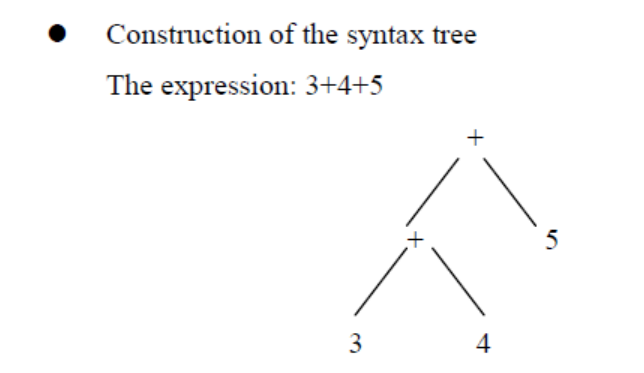 Construction of the syntax tree
The expression: 3+4+5
+
+ 5
3 4